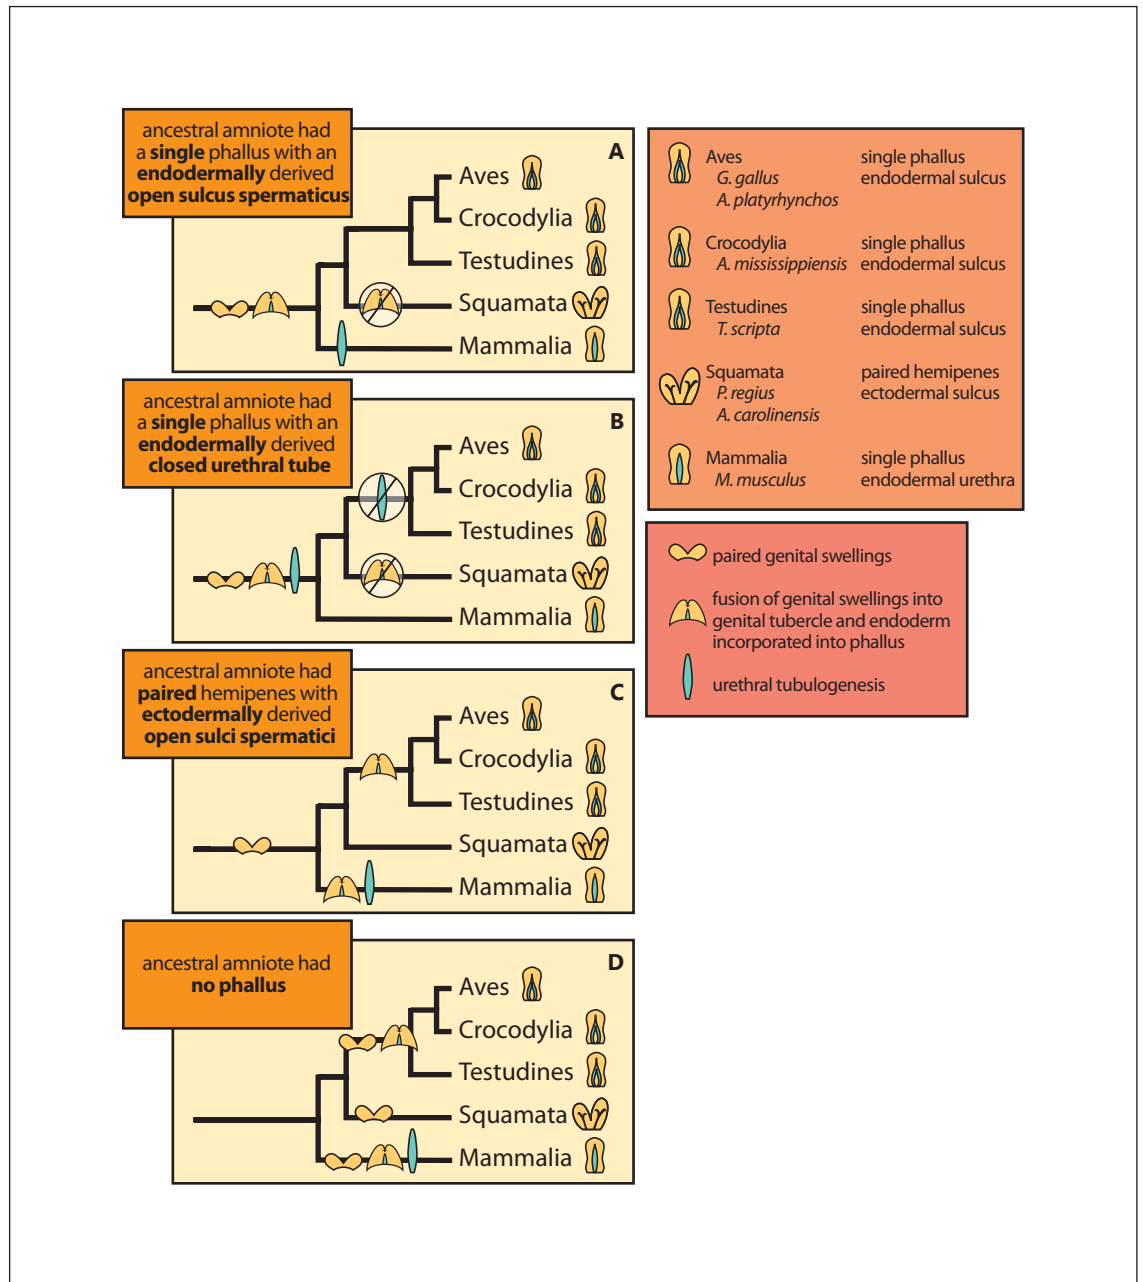 ancestral amniote had
a single phallus with an
endodermally derived
open sulcus spermaticus
A
Aves
Crocodylia
Testudines
Squamata
Mammalia
ancestral amniote had
a single phallus with an
endodermally derived
closed urethral tube
B
Aves
Crocodylia
Testudines
Squamata
Mammalia
ancestral amniote had
paired hemipenes with
ectodermally derived
open sulci spermatici
C
Aves
Crocodylia
Testudines
Squamata
Mammalia
ancestral amniote had
no phallus
D
Aves
Crocodylia
Testudines
Squamata
Mammalia
Aves single phallus
G. gallus endodermal sulcus
A. platyrhynchos
Crocodylia single phallus
A. mississippiensis endodermal sulcus
Testudines single phallus
T. scripta endodermal sulcus
Squamata paired hemipenes
P. regius ectodermal sulcus
A. carolinensis
Mammalia single phallus
M. musculus endodermal urethra
paired genital swellings
fusion of genital swellings into
genital tubercle and endoderm
incorporated into phallus
urethral tubulogenesis